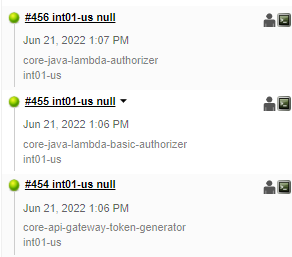 #456 int01-us null
Jun 21, 2022 1:07 PM
core-java-lambda-authorizer
int01-us
#455 int01-us null
Jun 21, 2022 1:06 PM
core-java-lambda-basic-authorizer
int01-us
#454 int01-us null
Jun 21, 2022 1:06 PM
core-api-gateway-token-generator
int01-us